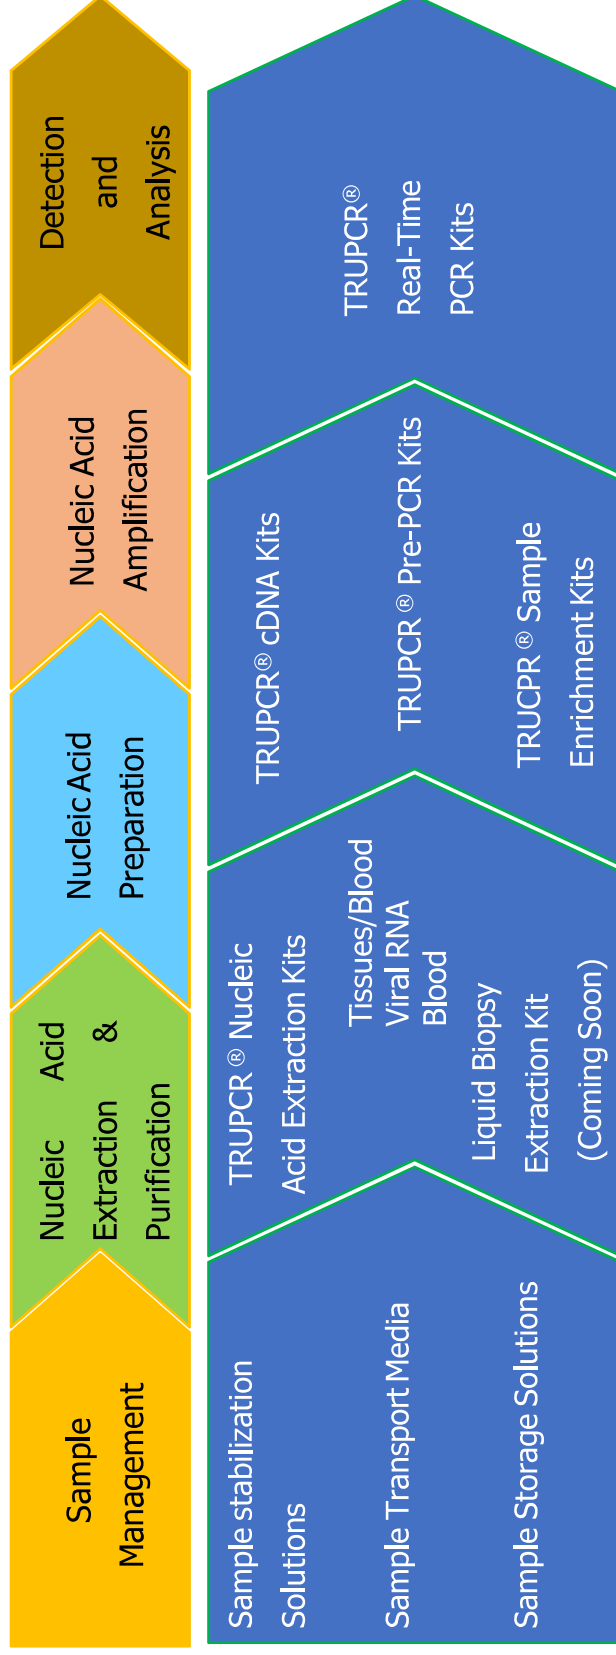 Sample
Management
Nucleic Acid
Extraction &
Purification
Nucleic Acid
Preparation
Nucleic Acid
Amplification
Detection
and
Analysis
Sample stabilization
Solutions
Sample Transport Media
Sample Storage Solutions
TRUPCR® Nucleic
Acid Extraction Kits
Tissues/Blood
Viral RNA
Blood
Liquid Biopsy
Extraction Kit
(Coming Soon)
TRUPCR® cDNA Kits
TRUPCR® Pre-PCR Kits
TRUCPR® Sample
Enrichment Kits
TRUPCR®
Real-Time
PCR Kits